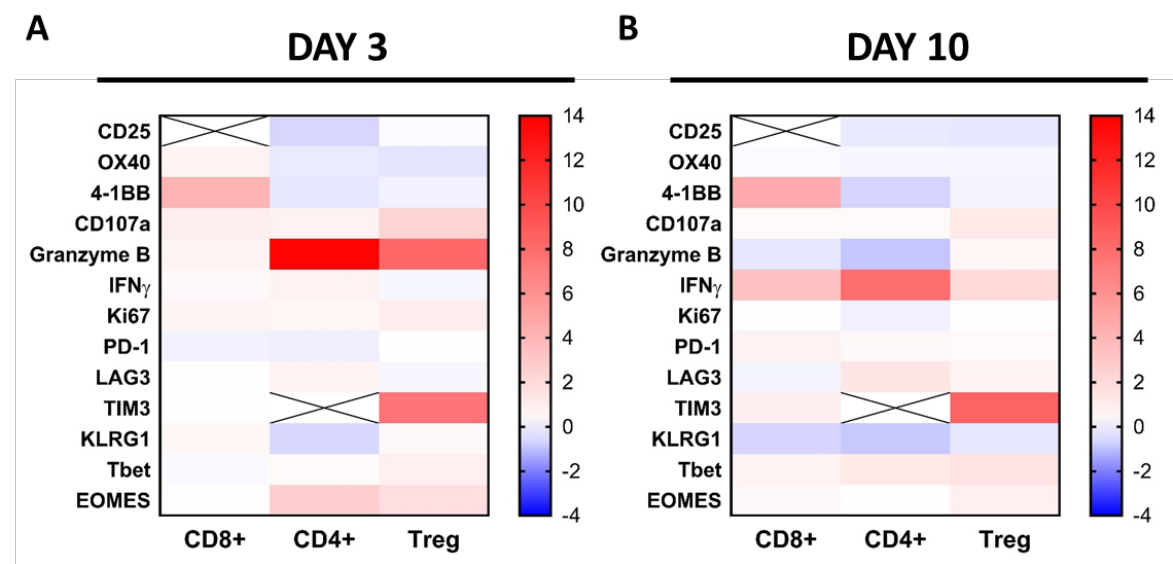 A
DAY 3
CD25
OX40
4-1BB
CD107a
Granzyme B
IFNγ
Ki67
PD-1
LAG3
TIM3
KLRG1
Tbet
EOMES
CD8+ CD4+ Treg
14
12
10
8
6
4
2
0
-2
-4
B
DAY 10
CD25
OX40
4-1BB
CD107a
Granzyme B
IFNγ
Ki67
PD-1
LAG3
TIM3
KLRG1
Tbet
EOMES
CD8+ CD4+ Treg
14
12
10
8
6
4
2
0
-2
-4